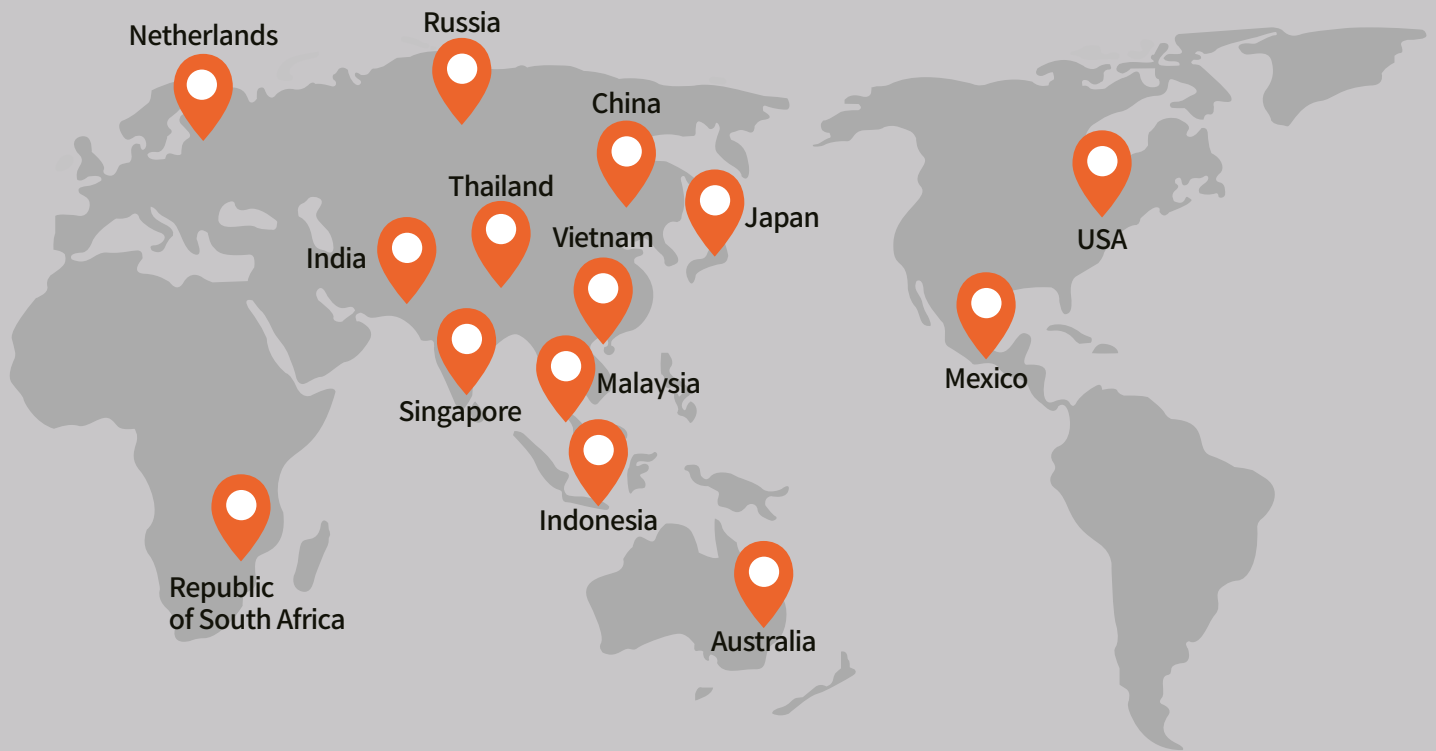 Netherlands
Russia
China
Thailand
Japan
Vietnam
India
USA
Mexico
Malaysia
Singapore
Indonesia
Republic
of South Africa
Australia